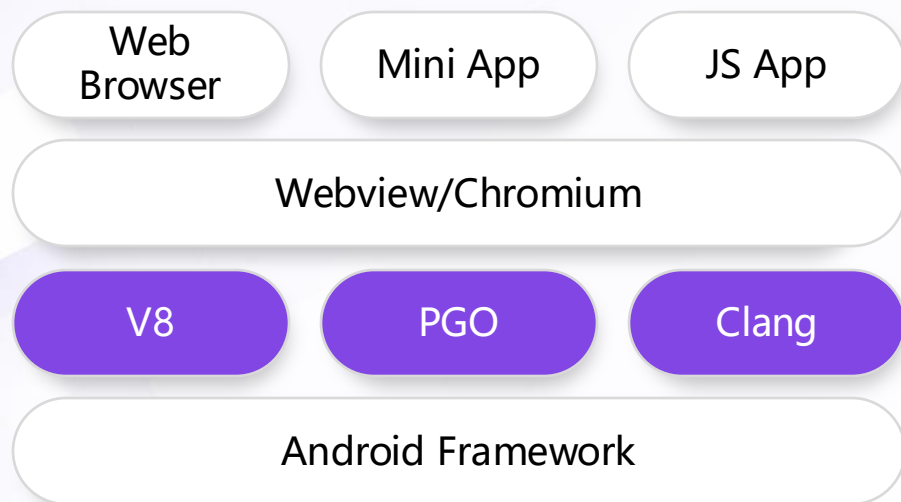 Web
Browser
Mini App
JS App
Webview/Chromium
V8
PGO
Clang
Android Framework